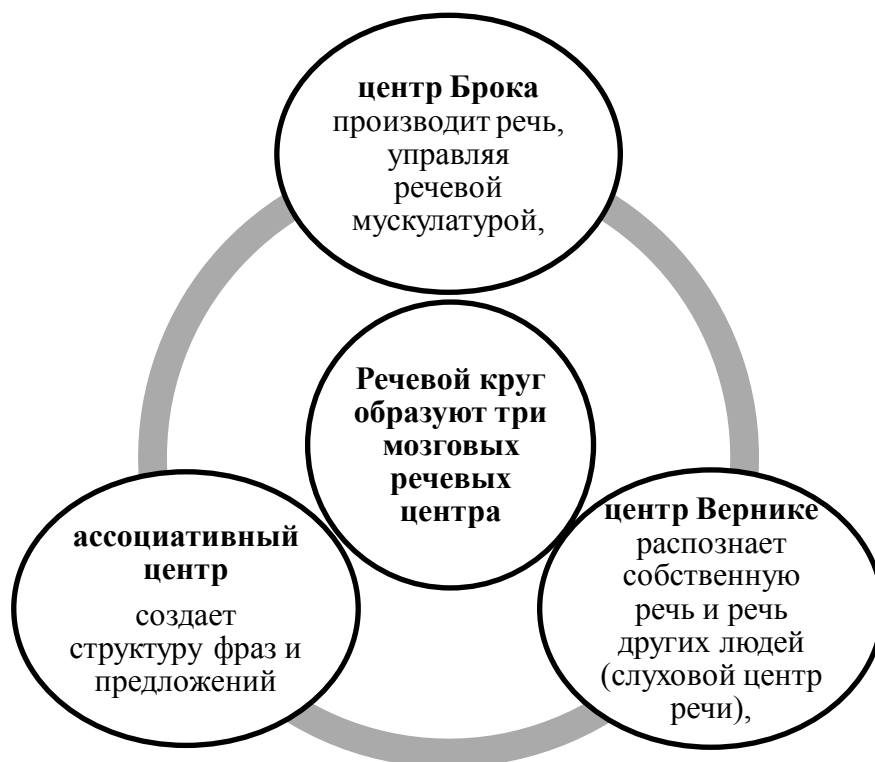 центр Брока
производит речь,
управляя
речевой
мускулатурой,
Речевой круг
образуют три
мозговых
речевых
центра
ассоциативный
центр
создает
структуру фраз и
предложений
центр Вернике
распознает
собственную
речь и речь
других людей
(слуховой центр
речи),